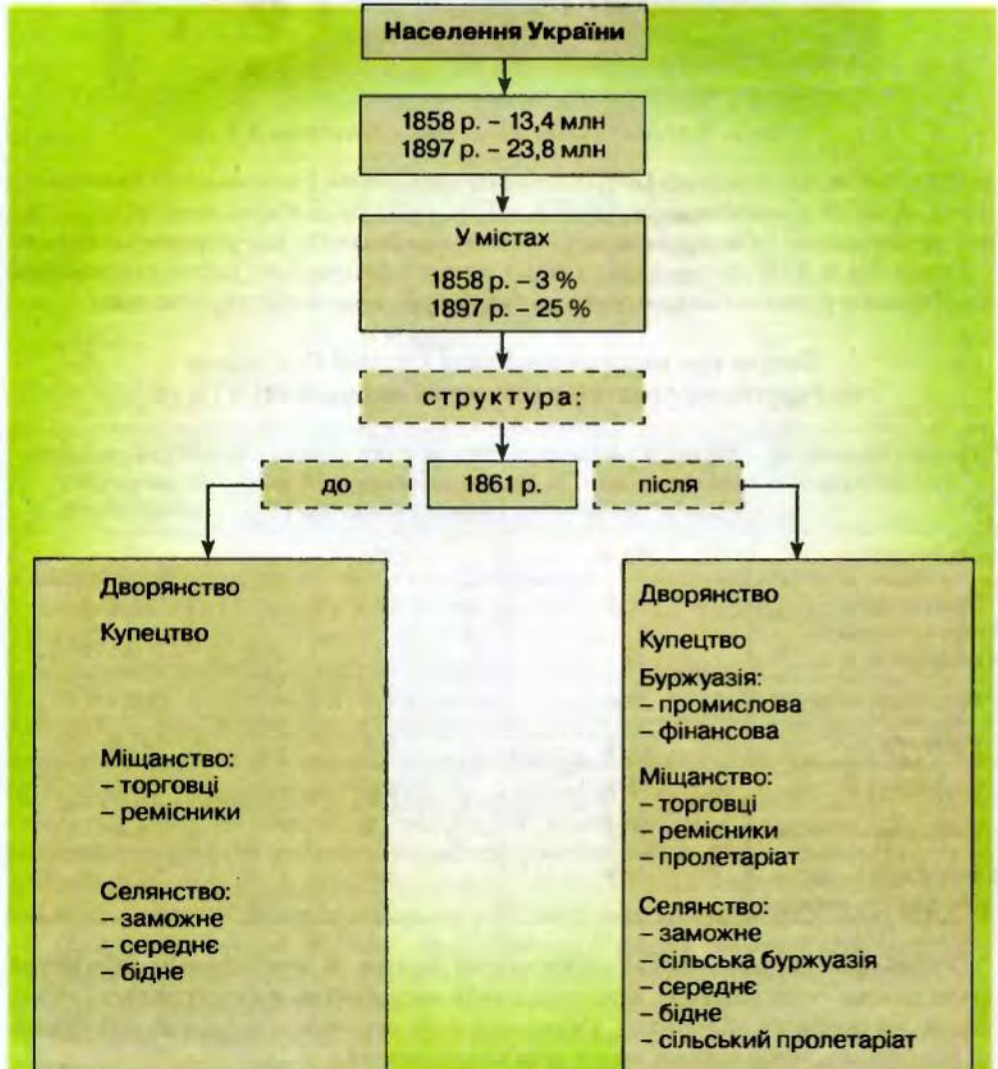 Населення України
1858 р. – 13,4 млн
1897 р. – 23,8 млн
У містах
1858 р. – 3 %
1897 р. – 25 %
структура:
до
1861 р.
після
Дворянство
Купецтво
Міщанство:
– торговці
– ремісники
Селянство:
– заможне
– середнє
– бідне
Дворянство
Купецтво
Буржуазія:
– промислова
– фінансова
Міщанство:
– торговці
– ремісники
– пролетаріат
Селянство:
– заможне
– сільська буржуазія
– середнє
– бідне
– сільський пролетаріат